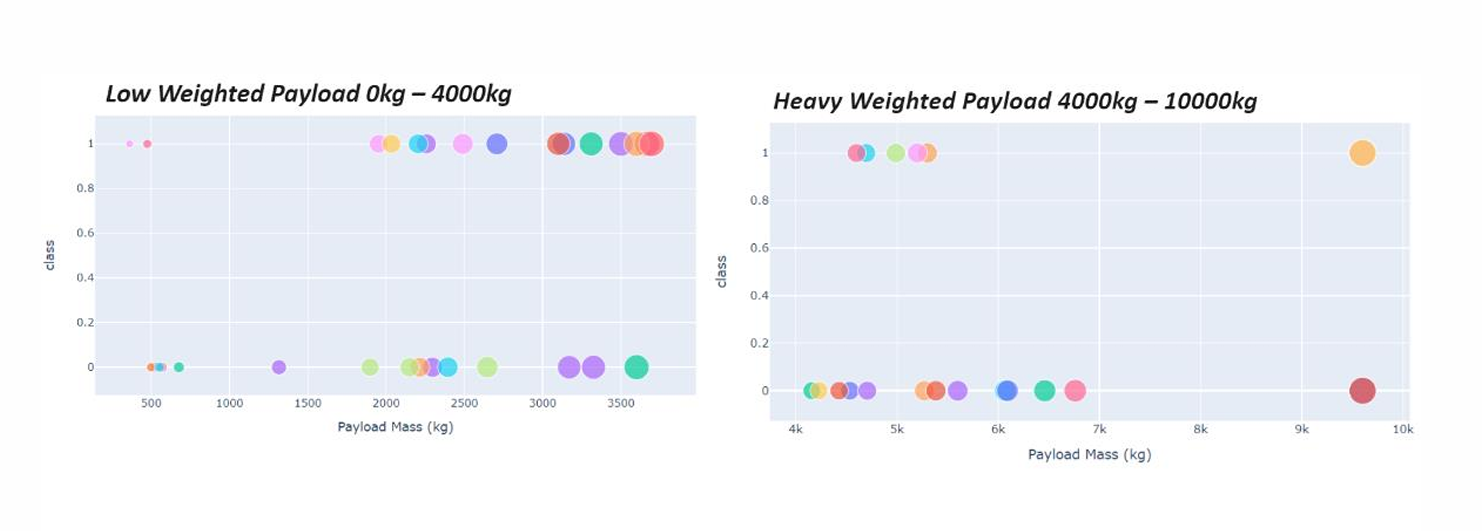 Low Weighted Payload 0kg – 4000kg
1
0.8
0.6
0.4
0.2
0
class
500 1000 1500 2000 2500 3000 3500
Payload Mass (kg)
Heavy Weighted Payload 4000kg – 10000kg
1
0.8
0.6
0.4
0.2
0
class
4k 5k 6k 7k 8k 9k 10k
Payload Mass (kg)